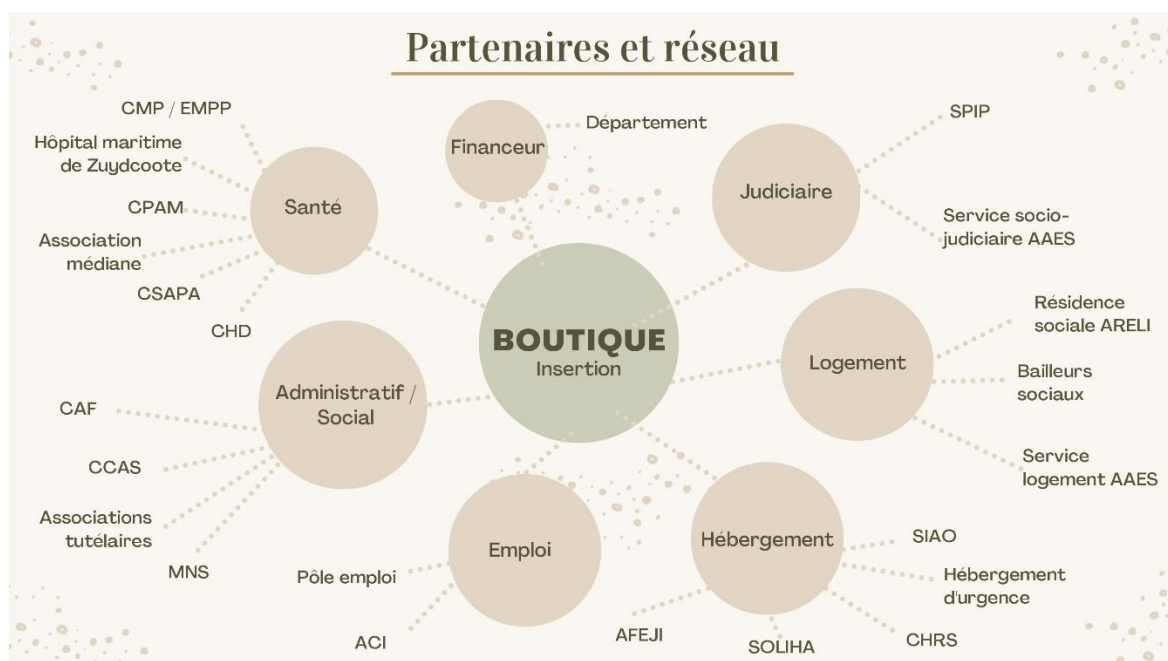 Partenaires et réseau
CMP / EMPP
Hôpital maritime
de Zuydcoote
CPAM
Association
médiane
CSAPA
CHD
Santé
Financeur
Département
Judiciaire
SPIP
Service socio-
judiciaire AAES
BOUTIQUE
Insertion
Logement
Résidence
sociale ARELI
Bailleurs
sociaux
Service
logement AAES
Administratif /
Social
CAF
CCAS
Associations
tutélaires
MNS
Emploi
Pôle emploi
ACI
Hébergement
SIAO
Hébergement
d'urgence
CHRS
SOLIHA
AFEJI